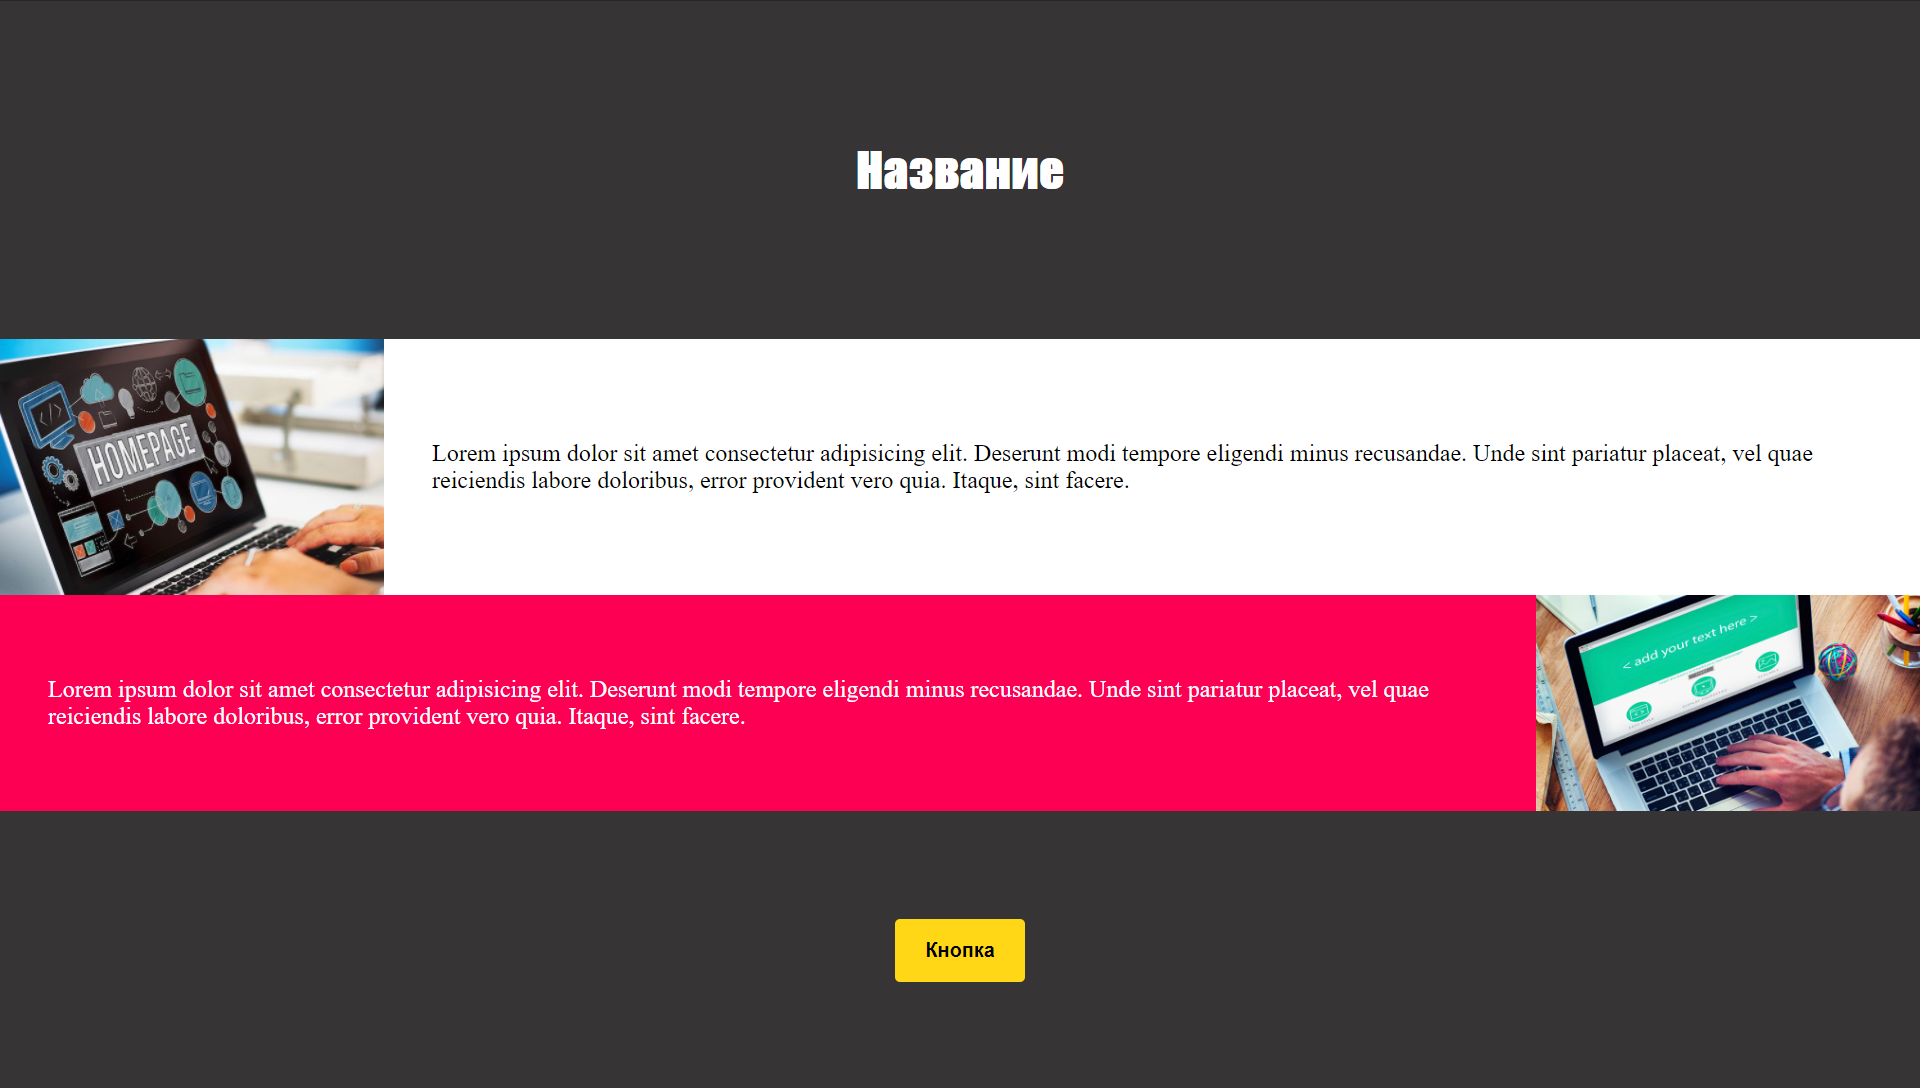 Название
HOMEPAGE
Lorem ipsum dolor sit amet consectetur adipisicing elit. Deserunt modi tempore eligendi minus recusandae. Unde sint pariatur placeat, vel quae
reiciendis labore doloribus, error provident vero quia. Itaque, sint facere.
Lorem ipsum dolor sit amet consectetur adipisicing elit. Deserunt modi tempore eligendi minus recusandae. Unde sint pariatur placeat, vel quae
reiciendis labore doloribus, error provident vero quia. Itaque, sint facere.
< add your text here >
Кнопка